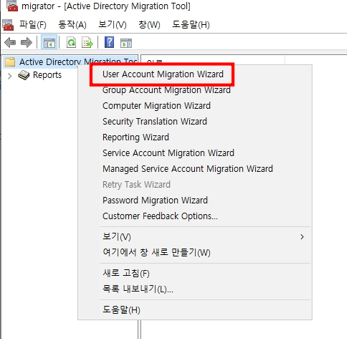 migrator - [Active Directory Migration Tool]
파일(F) 동작(A) 보기(V) 창(W) 도움말(H)
Active Directory Migration Too
Reports
User Account Migration Wizard
Group Account Migration Wizard
Computer Migration Wizard
Security Translation Wizard
Reporting Wizard
Service Account Migration Wizard
Managed Service Account Migration Wizard
Retry Task Wizard
Password Migration Wizard
Customer Feedback Options...
보기(V)
여기에서 창 새로 만들기(W)
새로 고침(F)
목록 내보내기(L)...
도움말(H)